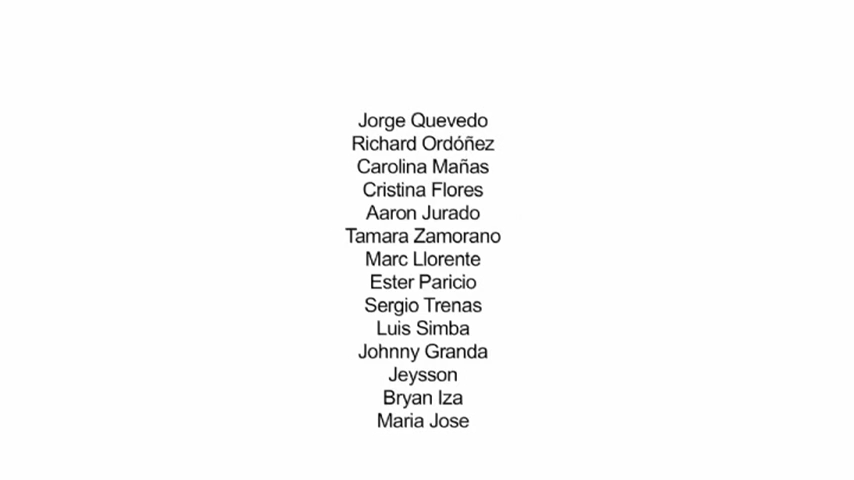 Jorge Quevedo
Richard Ordóñez
Carolina Mañas
Cristina Flores
Aaron Jurado
Tamara Zamorano
Marc Llorente
Ester Paricio
Sergio Trenas
Luis Simba
Johnny Granda
Jeysson
Bryan Iza
Maria Jose